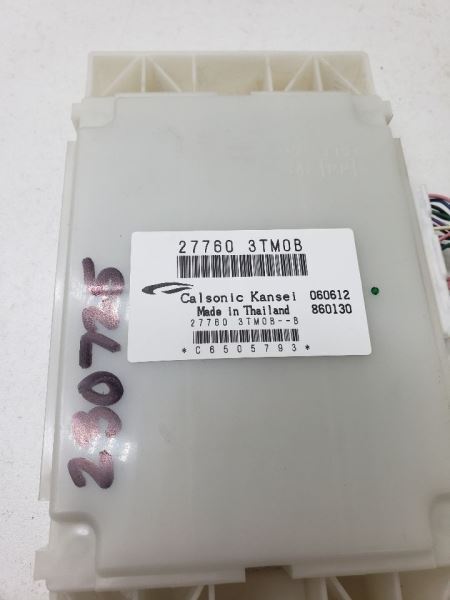 27760 3TM0B
Calsonic Kansei 060612
Made in Thailand 860130
27760 3TM0B--B
*C6505793*
230725